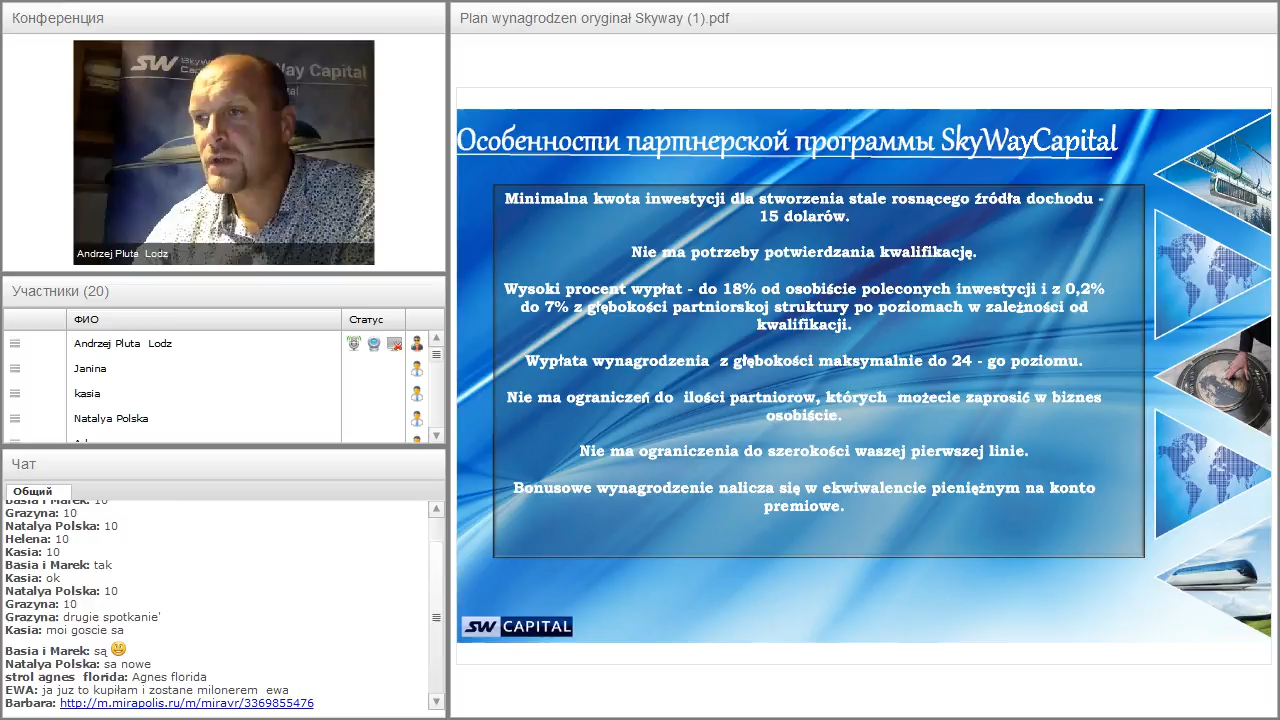 Конференция
SW
Capital
Andrzej Pluta Lodz
Участники (20)
ФИО
Статус
Andrzej Pluta Lodz
Janina
kasia
Natalya Polska
Чат
Общий
Basia i Marek: 10
Grazyna: 10
Natalya Polska: 10
Helena: 10
Kasia: 10
Basia i Marek: tak
Kasia: ok
Natalya Polska: 10
Grazyna: 10
Grazyna: drugie spotkanie'
Kasia: moi goscie sa
Basia i Marek: są
Natalya Polska: sa nowe
strol agnes florida: Agnes florida
EWA: ja juz to kupiłam i zostane milonerem ewa
Barbara: http://m.mirapolis.ru/m/miravr/3369855476
Plan wynagrodzen oryginał Skyway (1).pdf
Особенности партнерской программы SkyWayCapital
Minimalna kwota inwestycji dla stworzenia stale rosnącego źródła dochodu -
15 dolarów.
Nie ma potrzeby potwierdzania kwalifikację.
Wysoki procent wypłat - do 18% od osobiście poleconych inwestycji i z 0,2%
do 7% z głębokości partniorskoj struktury po poziomach w zależności od
kwalifikacji.
Wypłata wynagrodzenia z głębokości maksymalnie do 24 - go poziomu.
Nie ma ograniczeń do ilości partniorow, których możecie zaprosić w biznes
osobiście.
Nie ma ograniczenia do szerokości waszej pierwszej linie.
Bonusowe wynagrodzenie nalicza się w ekwiwalencie pieniężnym na konto
premiowe.
SW CAPITAL